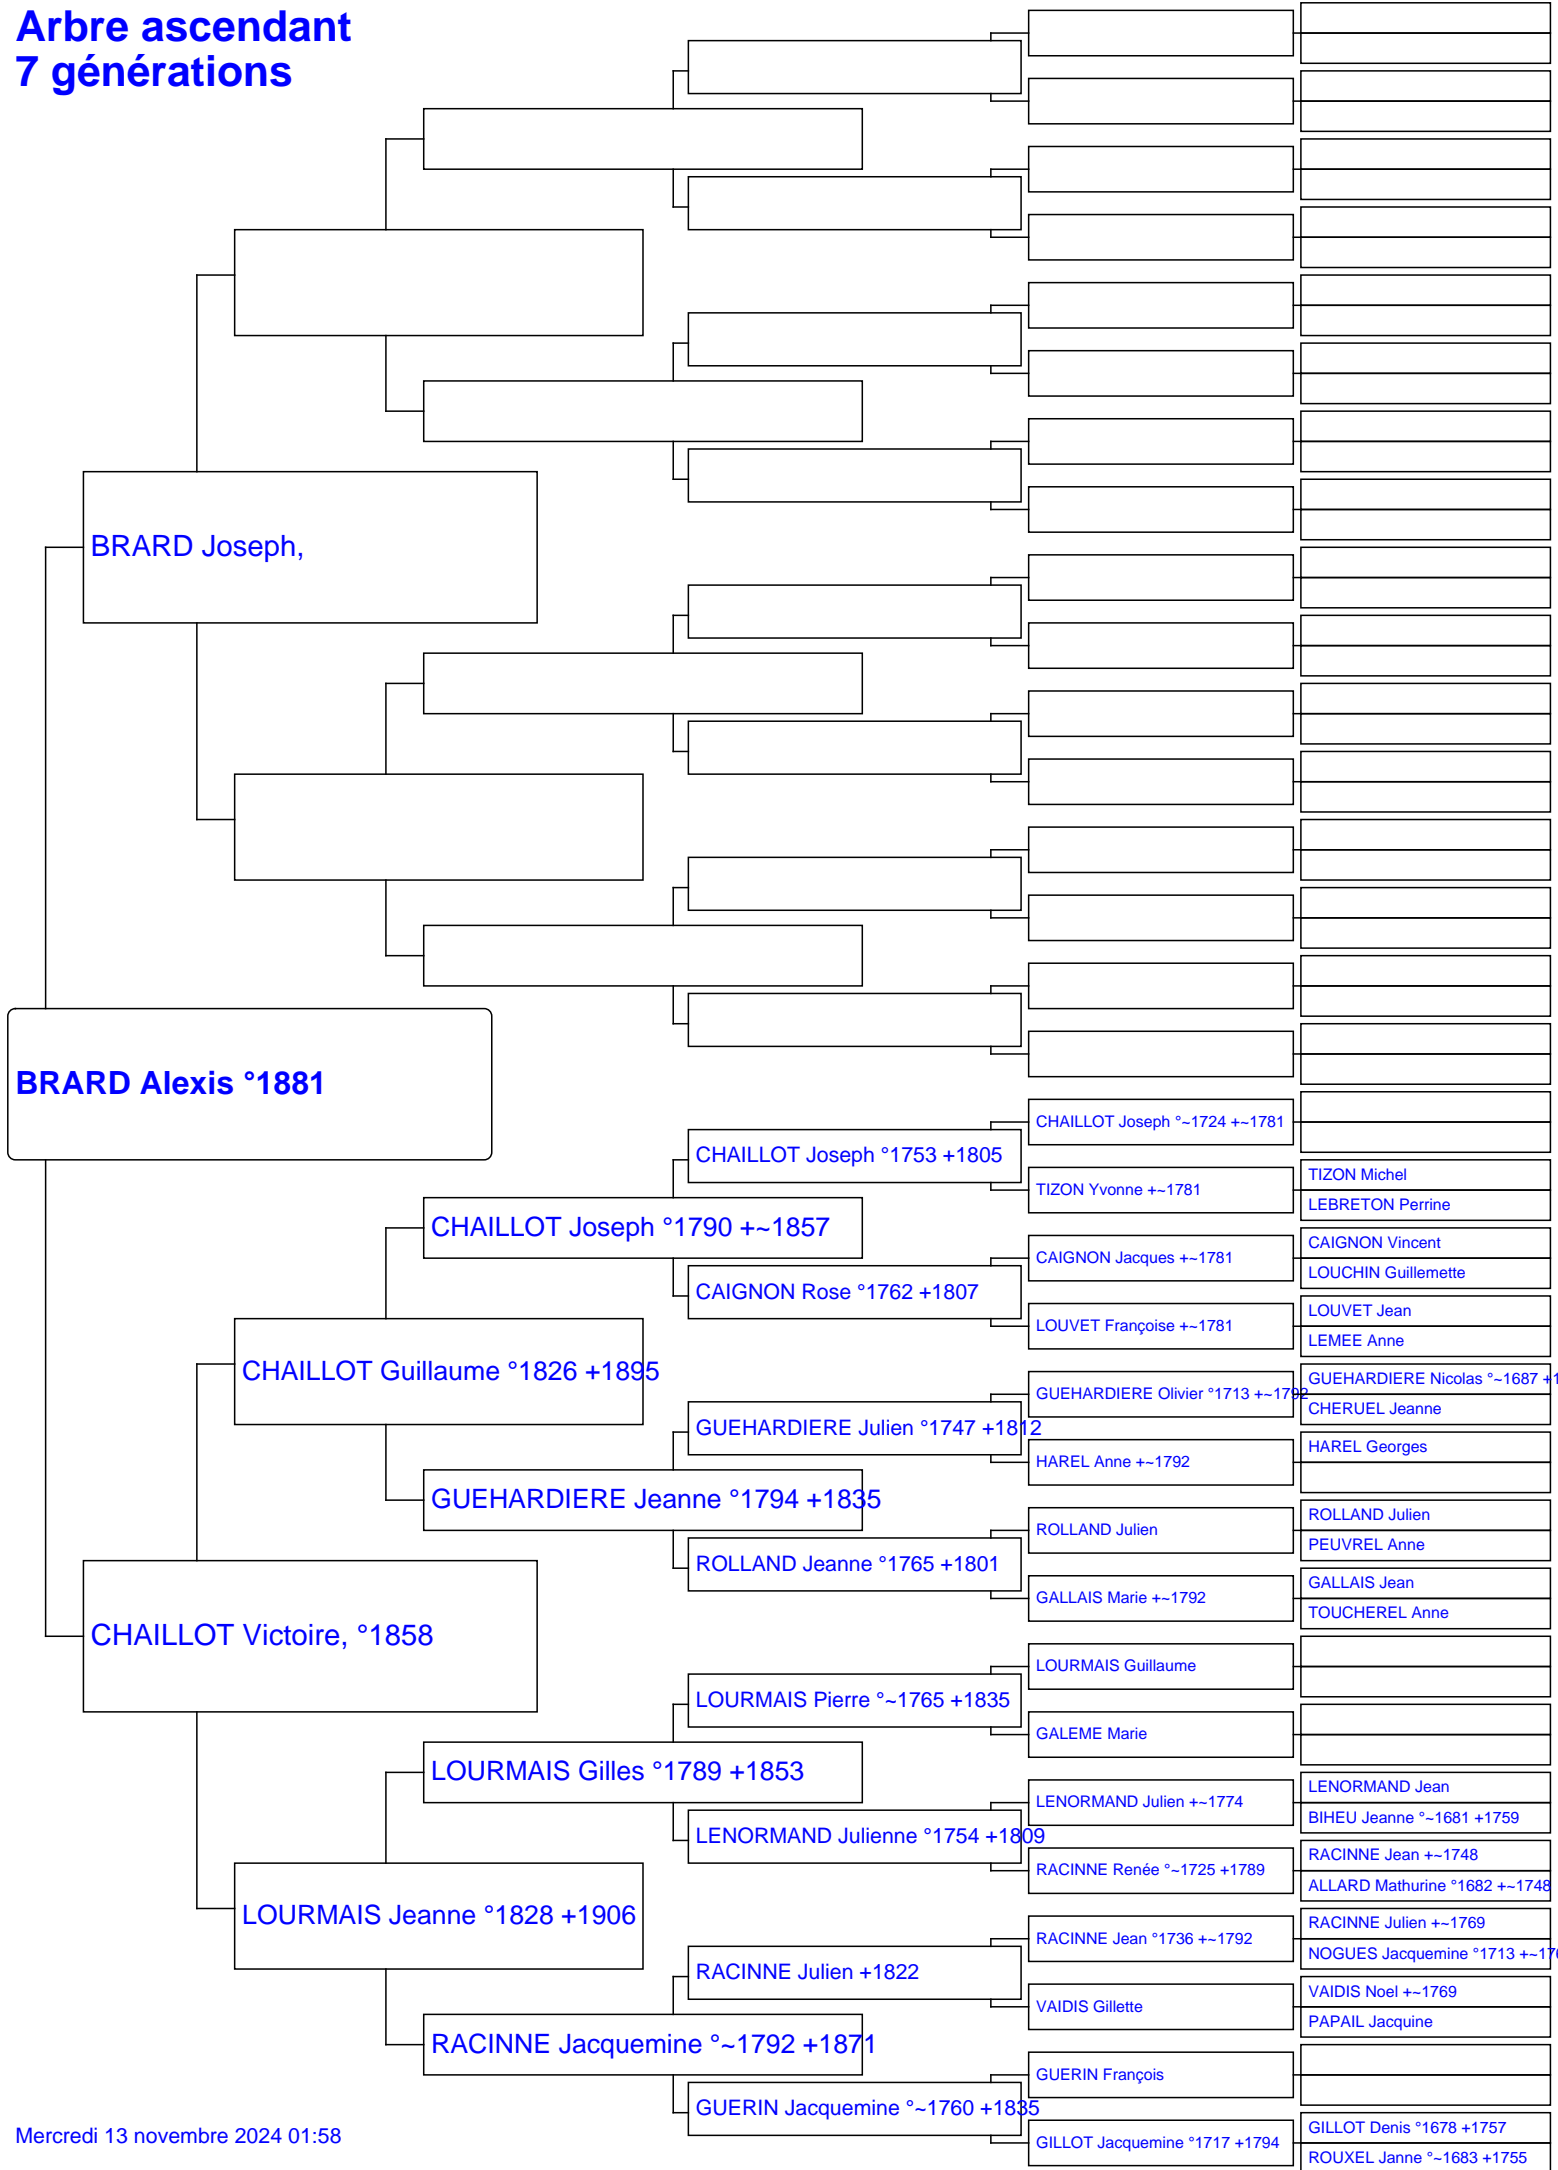 Arbre ascendant
7 générations
BRARD Joseph,
BRARD Alexis °1881
CHAILLOT Joseph °~1724 +~1781
CHAILLOT Joseph °1753 +1805
TIZON Michel
TIZON Yvonne +~1781
LEBRETON Perrine
CHAILLOT Joseph °1790 +~1857
CAIGNON Vincent
CAIGNON Jacques +~1781
LOUCHIN Guillemette
CAIGNON Rose °1762 +1807
LOUVET Jean
LOUVET Françoise +~1781
LEMEE Anne
CHAILLOT Guillaume °1826 +1895
GUEHARDIERE Nicolas °~1687 +1
GUEHARDIERE Olivier °1713 +~1792
CHERUEL Jeanne
GUEHARDIERE Julien °1747 +1812
HAREL Georges
HAREL Anne +~1792
GUEHARDIERE Jeanne °1794 +1835
ROLLAND Julien
ROLLAND Julien
PEUVREL Anne
ROLLAND Jeanne °1765 +1801
GALLAIS Jean
GALLAIS Marie +~1792
TOUCHEREL Anne
CHAILLOT Victoire, °1858
LOURMAIS Guillaume
LOURMAIS Pierre °~1765 +1835
GALEME Marie
LOURMAIS Gilles °1789 +1853
LENORMAND Jean
LENORMAND Julien +~1774
BIHEU Jeanne °~1681 +1759
LENORMAND Julienne °1754 +1809
RACINNE Jean +~1748
RACINNE Renée °~1725 +1789
ALLARD Mathurine °1682 +~1748
LOURMAIS Jeanne °1828 +1906
RACINNE Julien +~1769
RACINNE Jean °1736 +~1792
NOGUES Jacquemine °1713 +~176
RACINNE Julien +1822
VAIDIS Noel +~1769
VAIDIS Gillette
PAPAIL Jacquine
RACINNE Jacquemine °~1792 +1871
GUERIN François
GUERIN Jacquemine °~1760 +1835
GILLOT Denis °1678 +1757
GILLOT Jacquemine °1717 +1794
ROUXEL Janne °~1683 +1755
Mercredi 13 novembre 2024 01:58